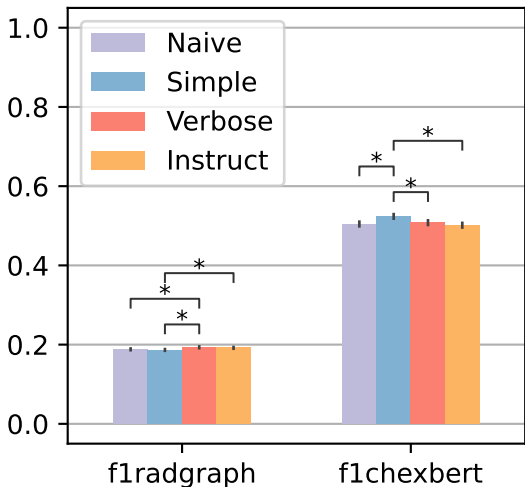 1.0
0.8
0.6
0.4
0.2
0.0
Naive
Simple
Verbose
Instruct
*
*
*
*
*
*
f1radgraph
f1chexbert